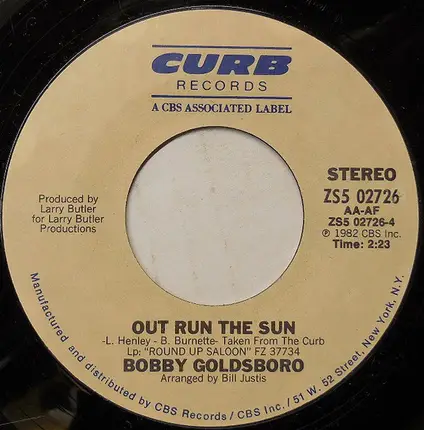 CURB
RECORDS
A CBS ASSOCIATED LABEL
STEREO
ZS5 02726
AA-AF
ZS5 02726-4
℗ 1982 CBS Inc.
Time: 2:23
Produced by
Larry Butler
for Larry Butler
Productions
OUT RUN THE SUN
-L. Henley - B. Burnette- Taken From The Curb
Lp: "ROUND UP SALOON" FZ 37734
BOBBY GOLDSBORO
Arranged by Bill Justis
Manufactured and distributed by CBS Records / CBS Inc. / 51 W. 52 Street, New York, N.Y.